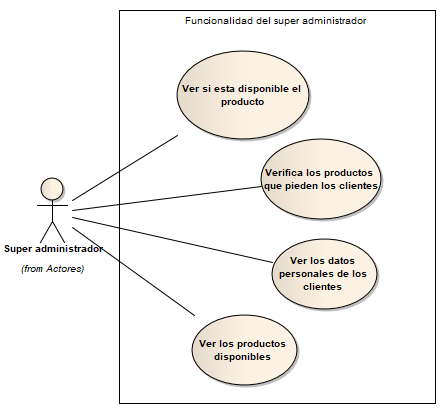 Funcionalidad del super administrador
Ver si esta disponible el
producto
Verifica los productos
que pieden los clientes
Super administrador
(from Actores)
Ver los datos
personales de los
clientes
Ver los productos
disponibles